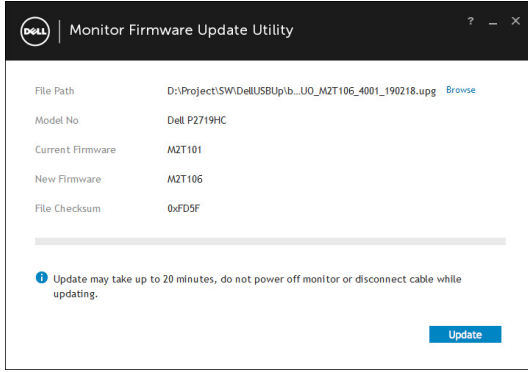 DELL Monitor Firmware Update Utility ?
File Path D:\Project\SW\DellUSBUp\b...UO_M2T106_4001_190218.upg Browse
Model No Dell P2719HC
Current Firmware M2T101
New Firmware M2T106
File Checksum 0xFD5F
Update may take up to 20 minutes, do not power off monitor or disconnect cable while
updating.
Update